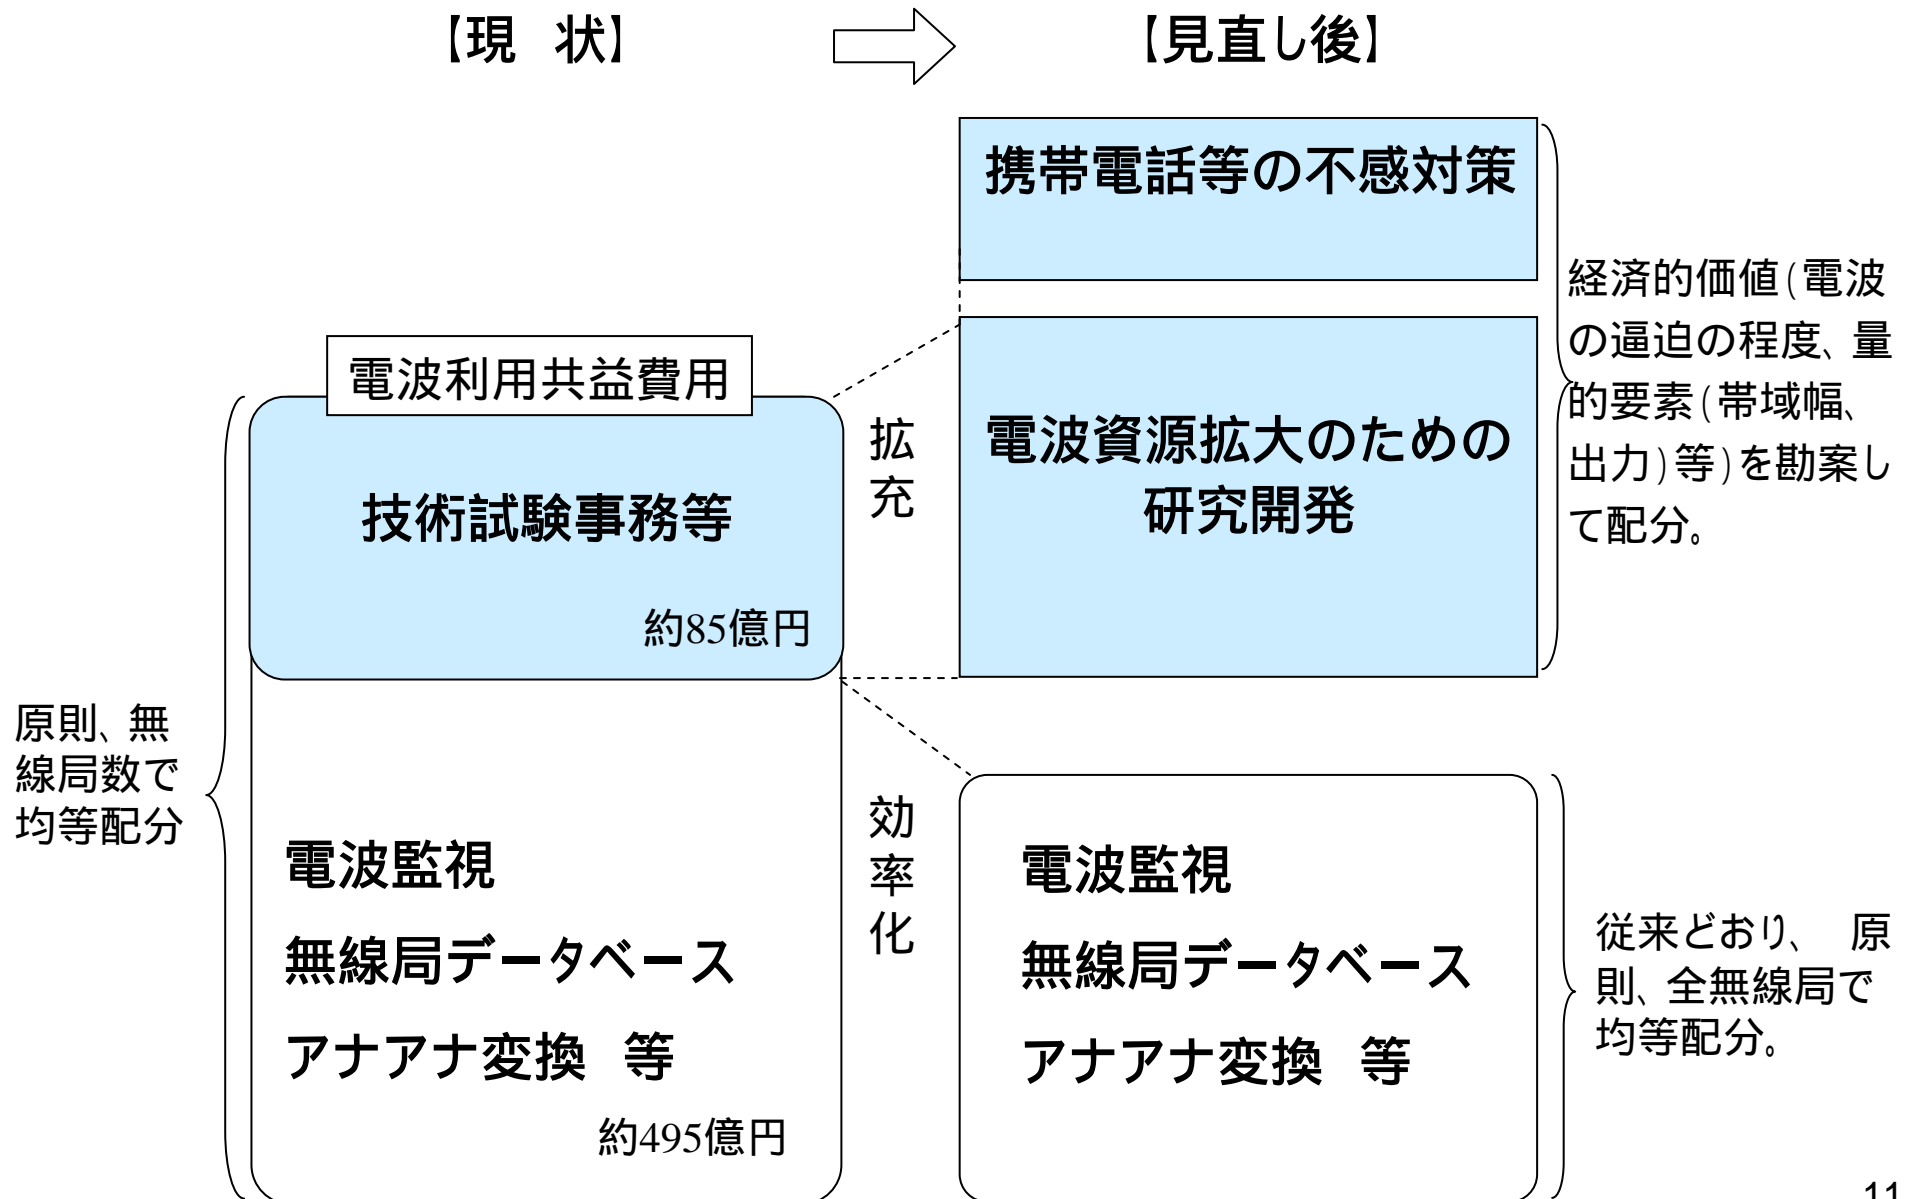 【現　状】
【見直し後】
電波利用共益費用
技術試験事務等
約85億円
原則、無
線局数で
均等配分
電波監視
無線局データベース
アナアナ変換　等
約495億円
拡
充
効
率
化
携帯電話等の不感対策
電波資源拡大のための
研究開発
経済的価値(電波
の逼迫の程度、量
的要素(帯域幅、
出力)等)を勘案し
て配分。
電波監視
無線局データベース
アナアナ変換　等
従来どおり、　原
則、全無線局で
均等配分。
11